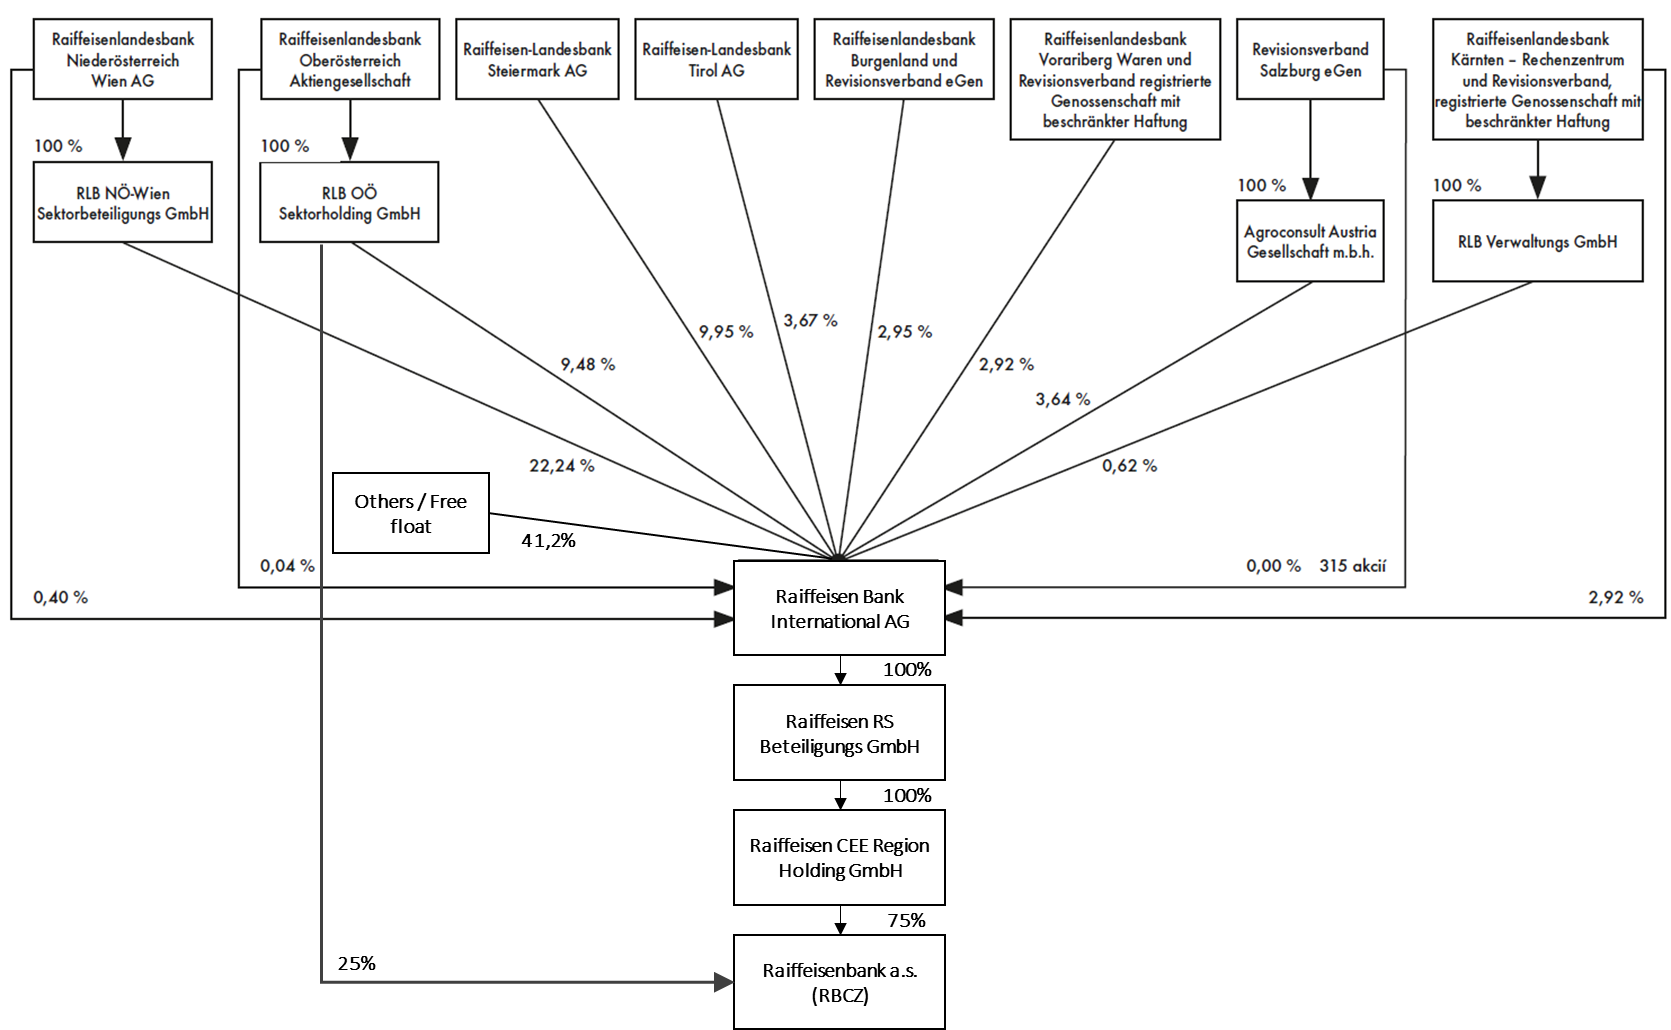 Raiffeisenlandesbank
Niederösterreich
Wien AG
Raiffeisenlandesbank
Oberösterreich
Aktiengesellschaft
Raiffeisen-Landesbank
Steiermark AG
Raiffeisen-Landesbank
Tirol AG
Raiffeisenlandesbank
Burgenland und
Revisionsverband eGen
Raiffeisenlandesbank
Vorariberg Waren und
Revisionsverband registrierte
Genossenschaft mit
beschränkter Haftung
Revisionsverband
Salzburg eGen
Raiffeisenlandesbank
Kärnten – Rechenzentrum
und Revisionsverband,
registrierte Genossenschaft mit
beschränkter Haftung
100 %
100 %
100 %
100 %
RLB NÖ-Wien
Sektorbeteiligungs GmbH
RLB OÖ
Sektorholding GmbH
Agroconsult Austria
Gesellschaft m.b.h.
RLB Verwaltungs GmbH
9,95 %
3,67 %
2,95 %
9,48 %
2,92 %
3,64 %
22,24 %
0,62 %
Others / Free
float
41,2%
0,04 %
0,00 % 315 akcií
0,40 %
2,92 %
Raiffeisen Bank
International AG
100%
Raiffeisen RS
Beteiligungs GmbH
100%
Raiffeisen CEE Region
Holding GmbH
75%
25%
Raiffeisenbank a.s.
(RBCZ)